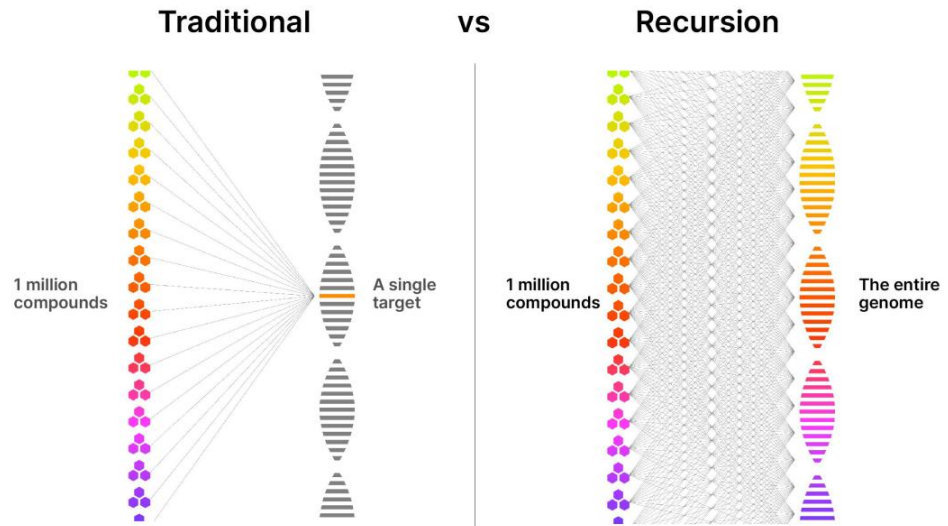 Traditional
vs
Recursion
1 million
compounds
A single
target
1 million
compounds
The entire
genome